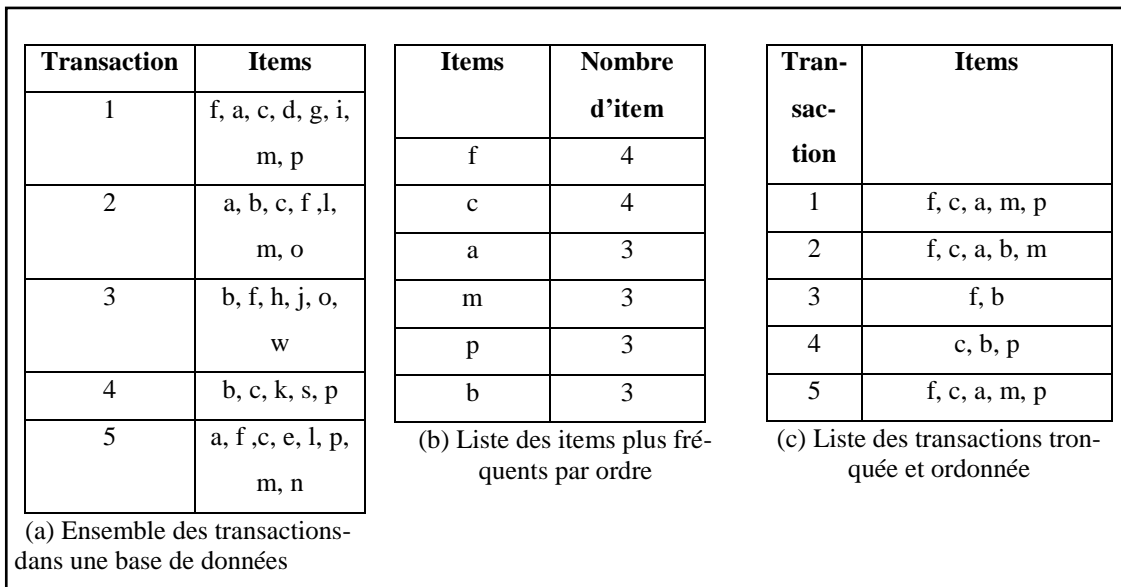 Transaction Items
1 f, a, c, d, g, i,
m, p
2 a, b, c, f ,l,
m, o
3 b, f, h, j, o,
w
4 b, c, k, s, p
5 a, f ,c, e, l, p,
m, n
(a) Ensemble des transactions-
dans une base de données
Items Nombre
d’item
f 4
c 4
a 3
m 3
p 3
b 3
(b) Liste des items plus fré-
quents par ordre
Tran- Items
sac-
tion
1 f, c, a, m, p
2 f, c, a, b, m
3 f, b
4 c, b, p
5 f, c, a, m, p
(c) Liste des transactions tron-
quée et ordonnée